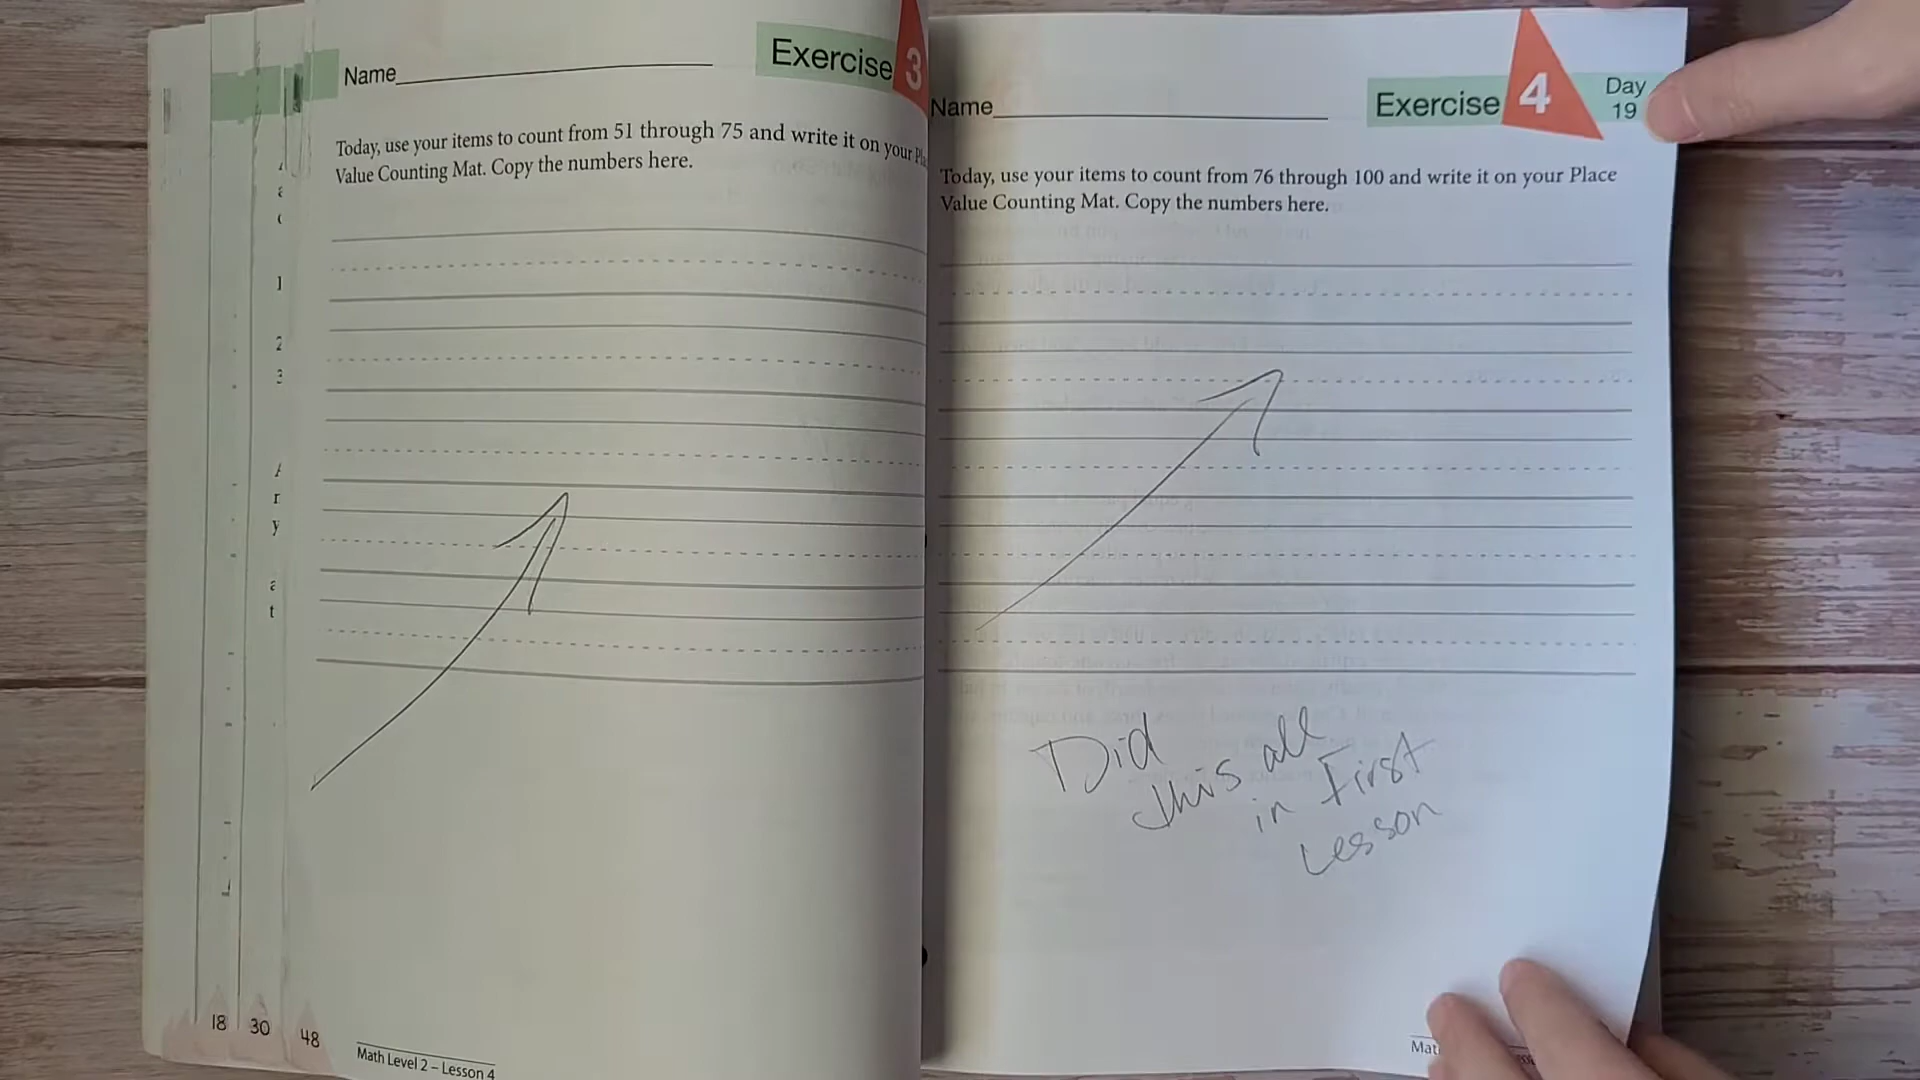 Name
Exercise 3
Today, use your items to count from 51 through 75 and write it on your
Value Counting Mat. Copy the numbers here.
18 30 48
Math Level 2 – Lesson 4
Name
Exercise 4
Day
19
Today, use your items to count from 76 through 100 and write it on your Place
Value Counting Mat. Copy the numbers here.
Did
this all
in First
Lesson